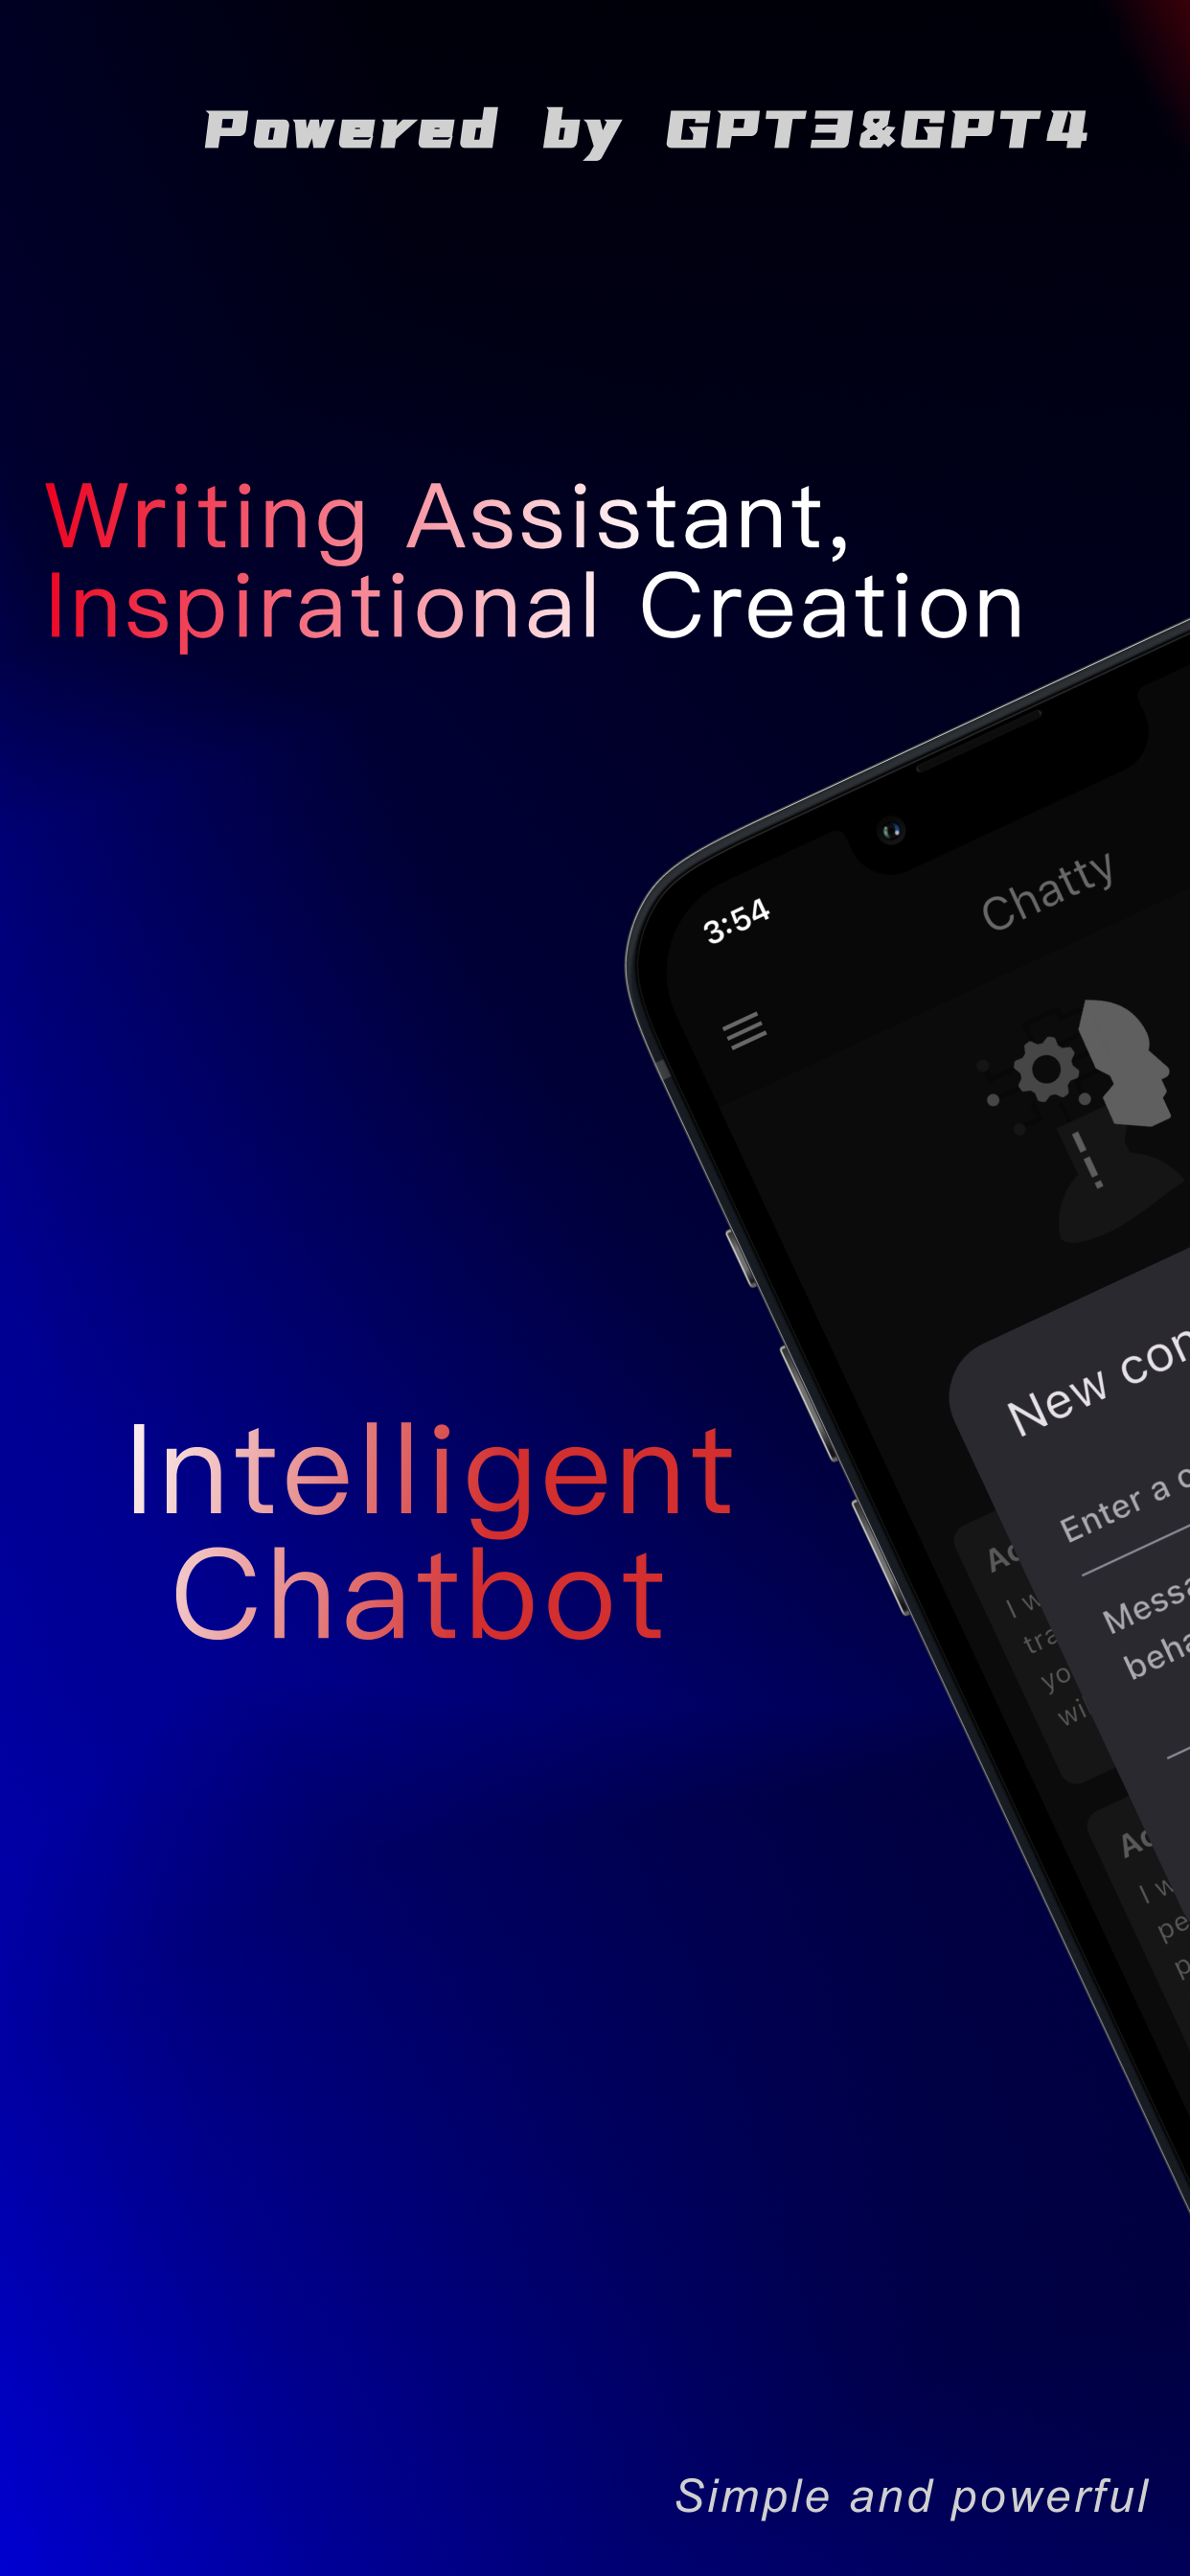 Powered by GPT3&GPT4
Writing Assistant,
Inspirational Creation
3:54
Chatty
New
Enter a
Intelligent
Chatbot
Simple and powerful